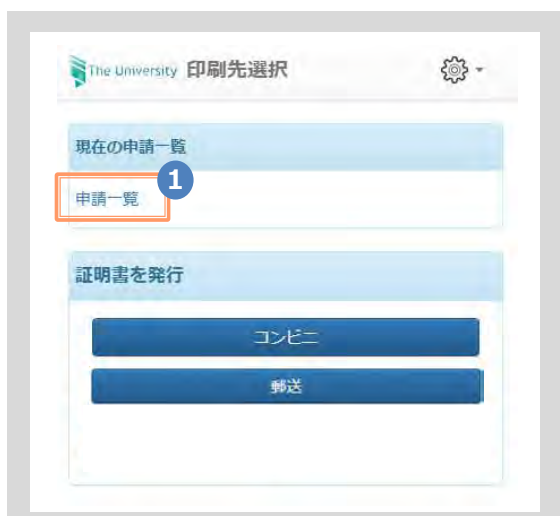 The University 印刷先選択
現在の申請一覧
1
申請一覧
証明書を発行
コンビニ
郵送